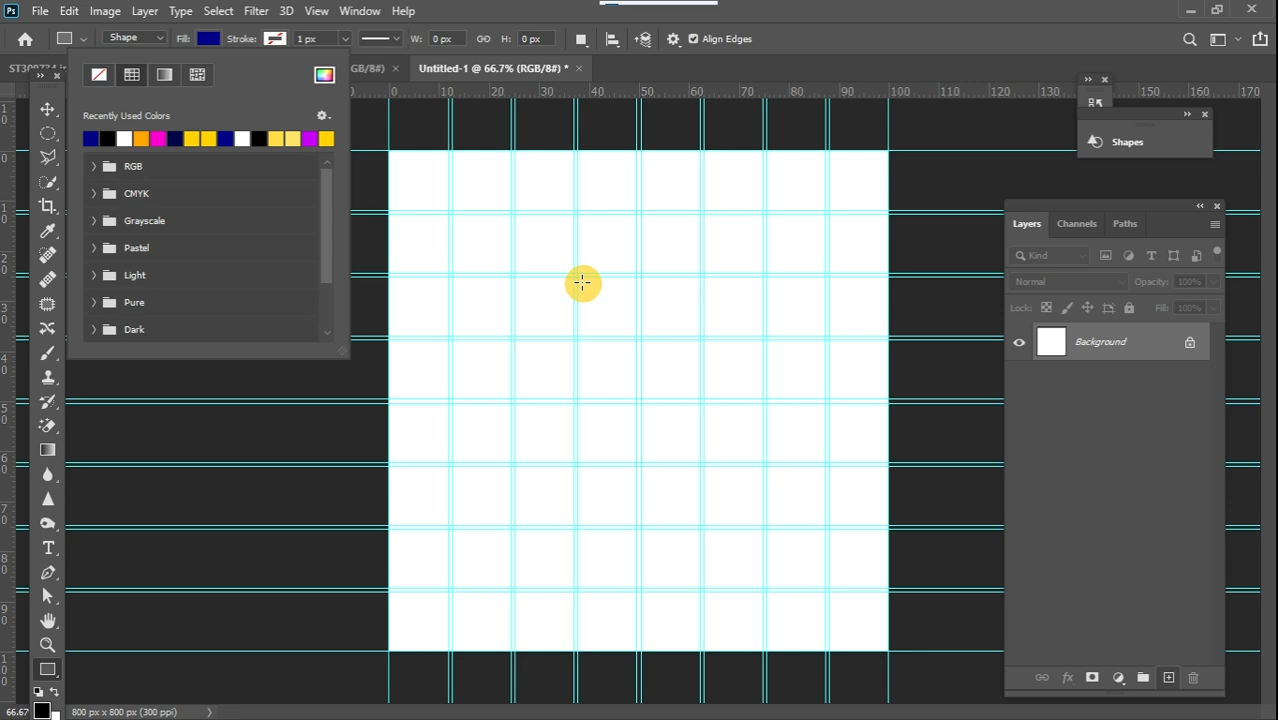 Ps File Edit Image Layer Type Select Filter 3D View Window Help
Shape Fill: Stroke: 1 px W: 0 px H: 0 px Align Edges
GB/8#) × Untitled-1 @ 66.7% (RGB/8#) * ×
0 10 20 30 40 50 60 70 80 90 100 110 120 130 150 160 170
Recently Used Colors
RGB
CMYK
Grayscale
Pastel
Light
Pure
Dark
Shapes
Layers Channels Paths
Kind
Normal Opacity: 100%
Lock: Fill: 100%
Background
66.67 800 px x 800 px (300 ppi)